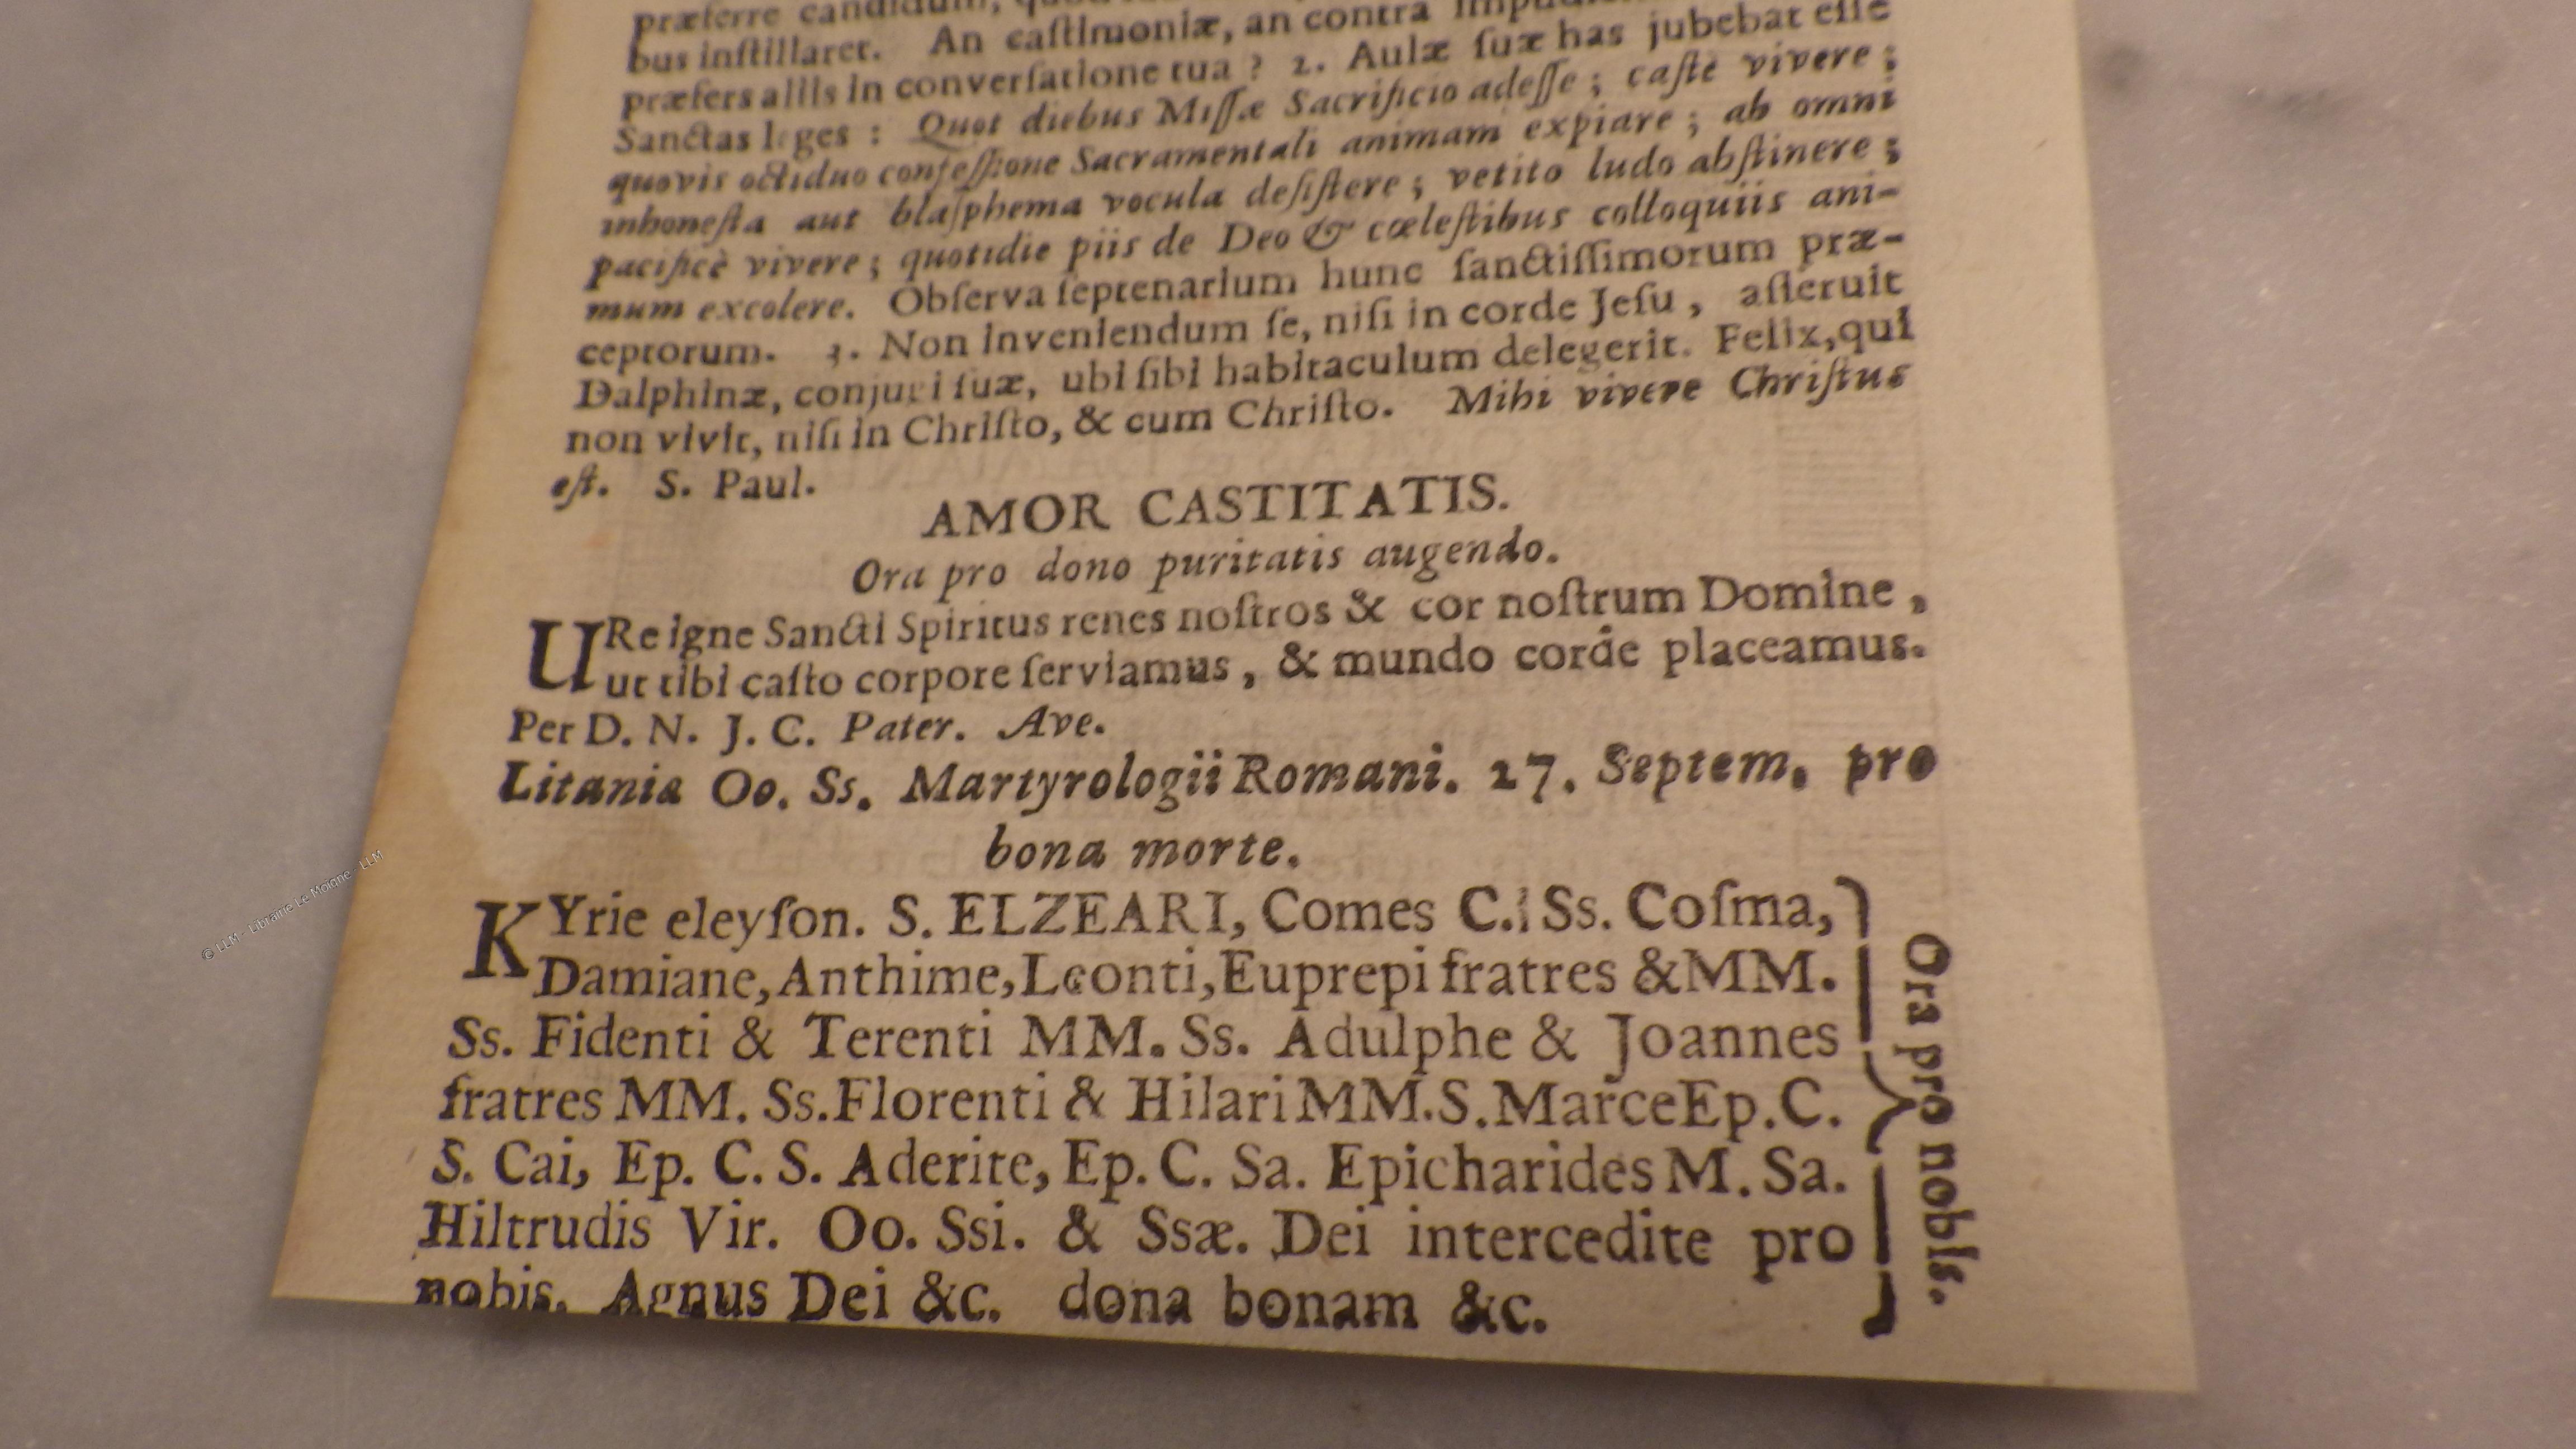 præferre candidum,
bus inſtillaret. An caſtimoniæ, an contra
præfers aliis in converſatione tua ? 2. Aulæ ſuæ has jubebat eſſe
Sanctas leges : Quot diebus Miſſæ Sacrificio adeſſe ; caſtè vivere ;
quovis octiduo confeſſione Sacramentali animam expiare ; ab omni
inhoneſta aut blaſphema vocula deſiſtere ; vetito ludo abſtinere ;
pacificè vivere ; quotidie piis de Deo & cæleſtibus colloquiis ani-
mum excolere. Obſerva ſeptenarium hunc ſanctiſſimorum præ-
ceptorum. 3. Non inveniendum ſe, niſi in corde Jeſu , aſſeruit
Dalphinæ, conjugi ſuæ, ubi ſibi habitaculum delegerit. Felix, qui
non vivit, niſi in Chriſto, & cum Chriſto. Mihi vivere Chriſtus
eſt. S. Paul.
AMOR CASTITATIS.
Ora pro dono puritatis augendo.
URe igne Sancti Spiritus renes noſtros & cor noſtrum Domine ,
ut tibi caſto corpore ſerviamus , & mundo corde placeamus.
Per D. N. J. C. Pater. Ave.
Litania Oo. Ss. Martyrologii Romani. 27. Septem. pro
bona morte.
KYrie eleyſon. S. ELZEARI, Comes C. Ss. Coſma,
Damiane, Anthime, Leonti, Euprepi fratres & MM.
Ss. Fidenti & Terenti MM. Ss. Adulphe & Joannes
fratres MM. Ss. Florenti & Hilari MM. S. Marce Ep. C.
S. Cai, Ep. C. S. Aderite, Ep. C. Sa. Epicharides M. Sa.
Hiltrudis Vir. Oo. Ssi. & Ssæ. Dei intercedite pro
nobis. Agnus Dei &c. dona bonam &c.
Ora pro nobis.
© LLM - Librairie Le Moïane - LLM